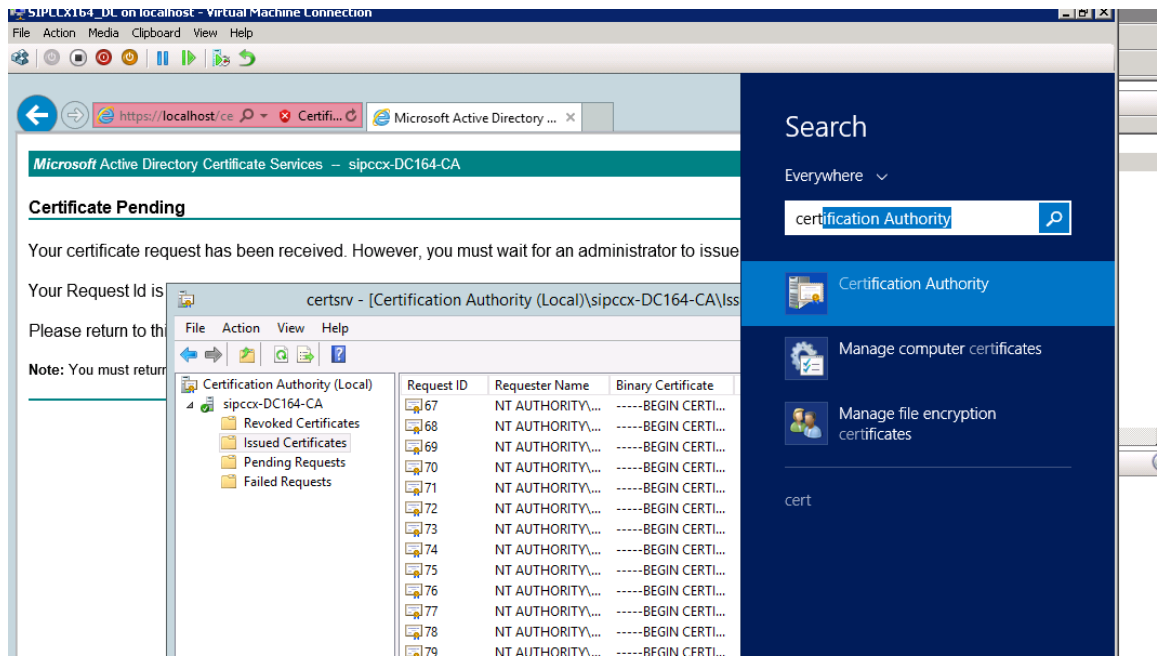 SIPCCX164_DC on localhost - Virtual Machine Connection
File Action Media Clipboard View Help
https://localhost/ce
Certifi...
Microsoft Active Directory ...
Microsoft Active Directory Certificate Services -- sipccx-DC164-CA
Certificate Pending
Your certificate request has been received. However, you must wait for an administrator to issue
Your Request Id is
Please return to thi
Note: You must return
certsrv - [Certification Authority (Local)\sipccx-DC164-CA\Iss
File Action View Help
Certification Authority (Local)
sipccx-DC164-CA
Revoked Certificates
Issued Certificates
Pending Requests
Failed Requests
Request ID Requester Name Binary Certificate
67 NT AUTHORITY\... -----BEGIN CERTI...
68 NT AUTHORITY\... -----BEGIN CERTI...
69 NT AUTHORITY\... -----BEGIN CERTI...
70 NT AUTHORITY\... -----BEGIN CERTI...
71 NT AUTHORITY\... -----BEGIN CERTI...
72 NT AUTHORITY\... -----BEGIN CERTI...
73 NT AUTHORITY\... -----BEGIN CERTI...
74 NT AUTHORITY\... -----BEGIN CERTI...
75 NT AUTHORITY\... -----BEGIN CERTI...
76 NT AUTHORITY\... -----BEGIN CERTI...
77 NT AUTHORITY\... -----BEGIN CERTI...
78 NT AUTHORITY\... -----BEGIN CERTI...
79 NT AUTHORITY\... -----BEGIN CERTI...
Search
Everywhere
certification Authority
Certification Authority
Manage computer certificates
Manage file encryption
certificates
cert